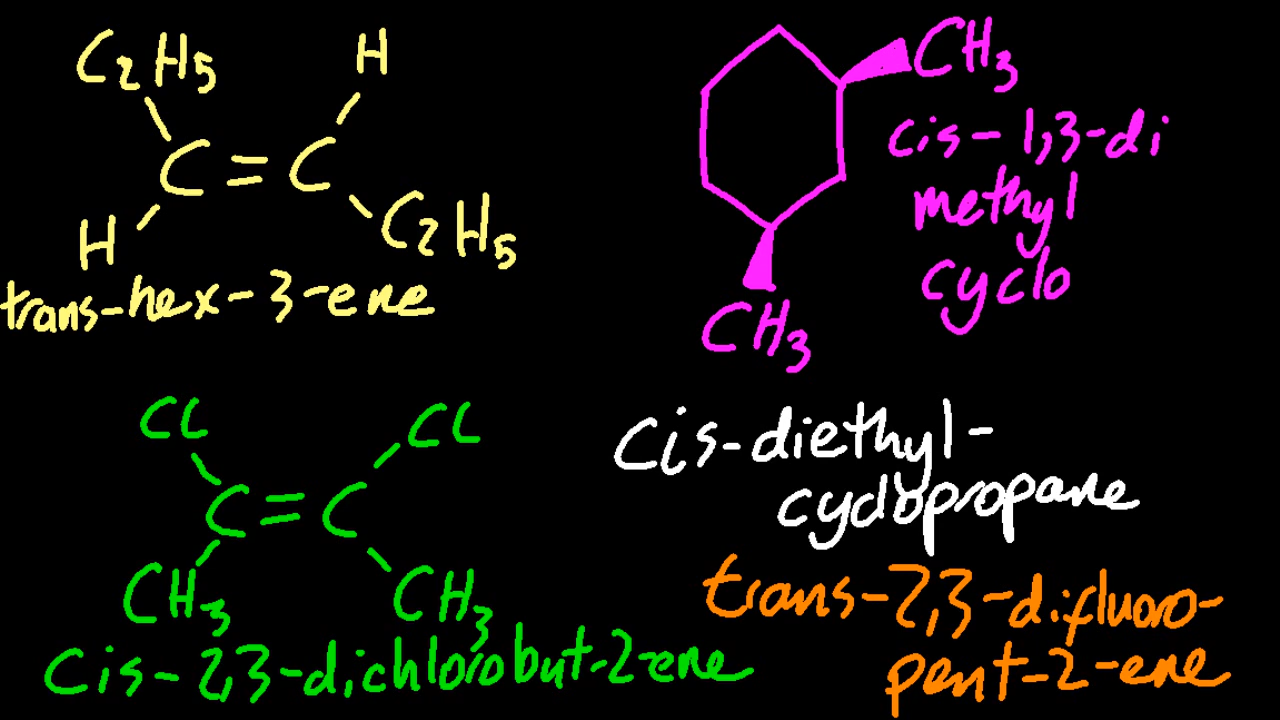 C2H5 H
C = C
H C2H5
trans-hex-3-ene
CH3
cis-1,3-di
methyl
cyclo
CH3
Cl Cl
C = C
CH3 CH3
cis-2,3-dichlorobut-2-ene
Cis-diethyl-
cyclopropane
trans-2,3-difluoro-
pent-2-ene